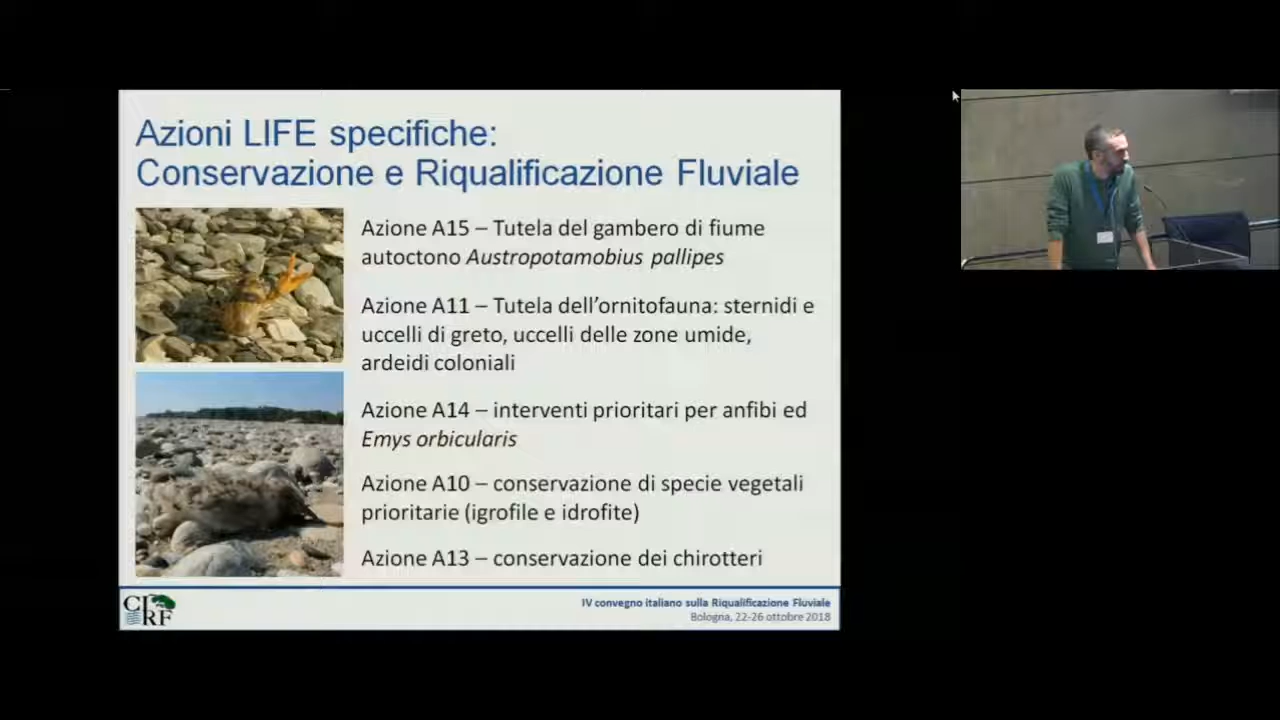 Azioni LIFE specifiche:
Conservazione e Riqualificazione Fluviale
Azione A15 – Tutela del gambero di fiume
autoctono Austropotamobius pallipes
Azione A11 – Tutela dell’ornitofauna: sternidi e
uccelli di greto, uccelli delle zone umide,
ardeidi coloniali
Azione A14 – interventi prioritari per anfibi ed
Emys orbicularis
Azione A10 – conservazione di specie vegetali
prioritarie (igrofile e idrofite)
Azione A13 – conservazione dei chirotteri
CIRF
IV convegno italiano sulla Riqualificazione Fluviale
Bologna, 22-26 ottobre 2018